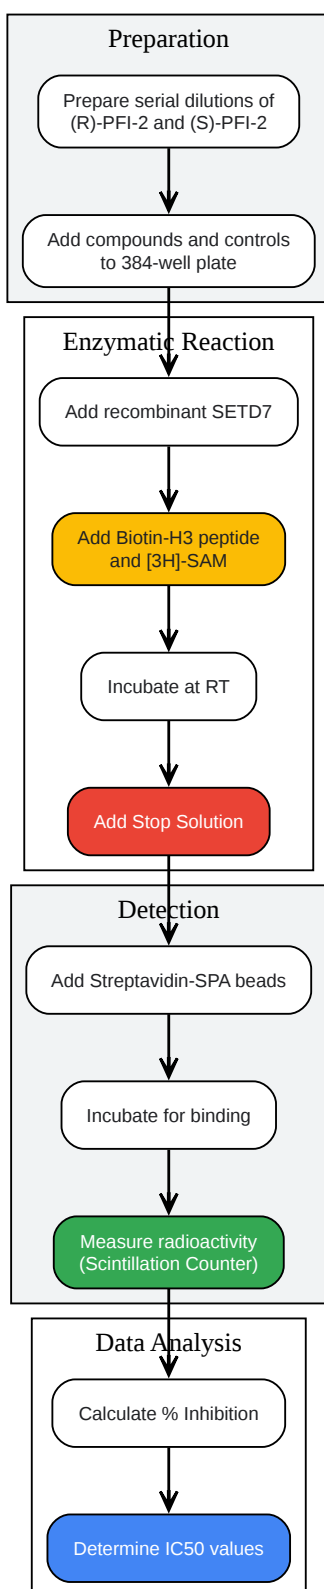 Preparation
Prepare serial dilutions of
(R)-PFI-2 and (S)-PFI-2
Add compounds and controls
to 384-well plate
Enzymatic Reaction
Add recombinant SETD7
Add Biotin-H3 peptide
and [3H]-SAM
Incubate at RT
Add Stop Solution
Detection
Add Streptavidin-SPA beads
Incubate for binding
Measure radioactivity
(Scintillation Counter)
Data Analysis
Calculate % Inhibition
Determine IC50 values